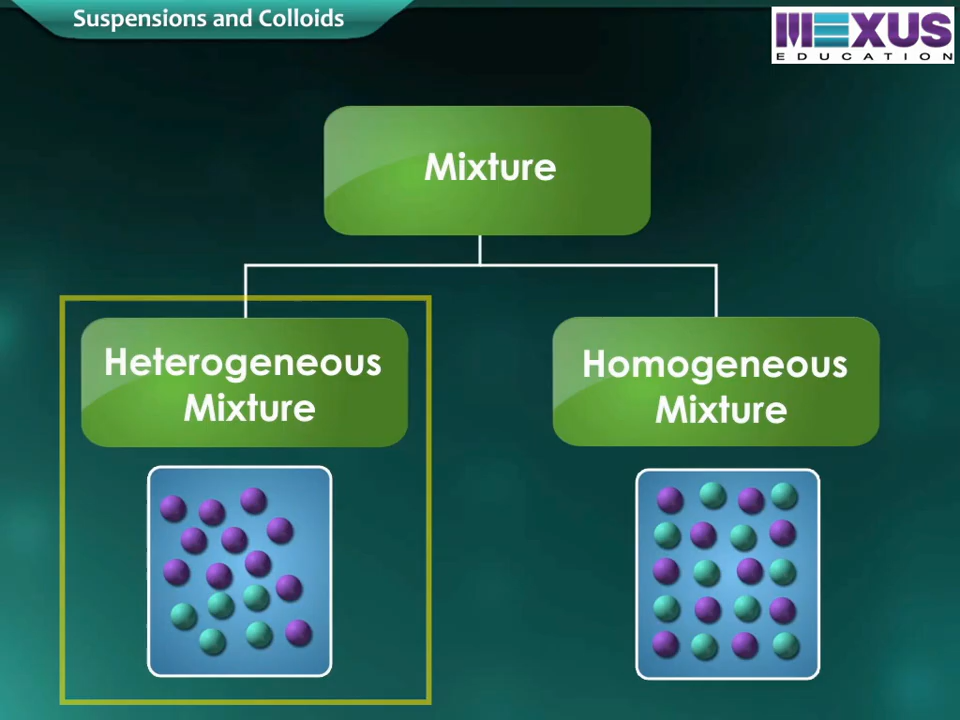 Suspensions and Colloids
MEXUS
EDUCATION
Mixture
Heterogeneous
Mixture
Homogeneous
Mixture